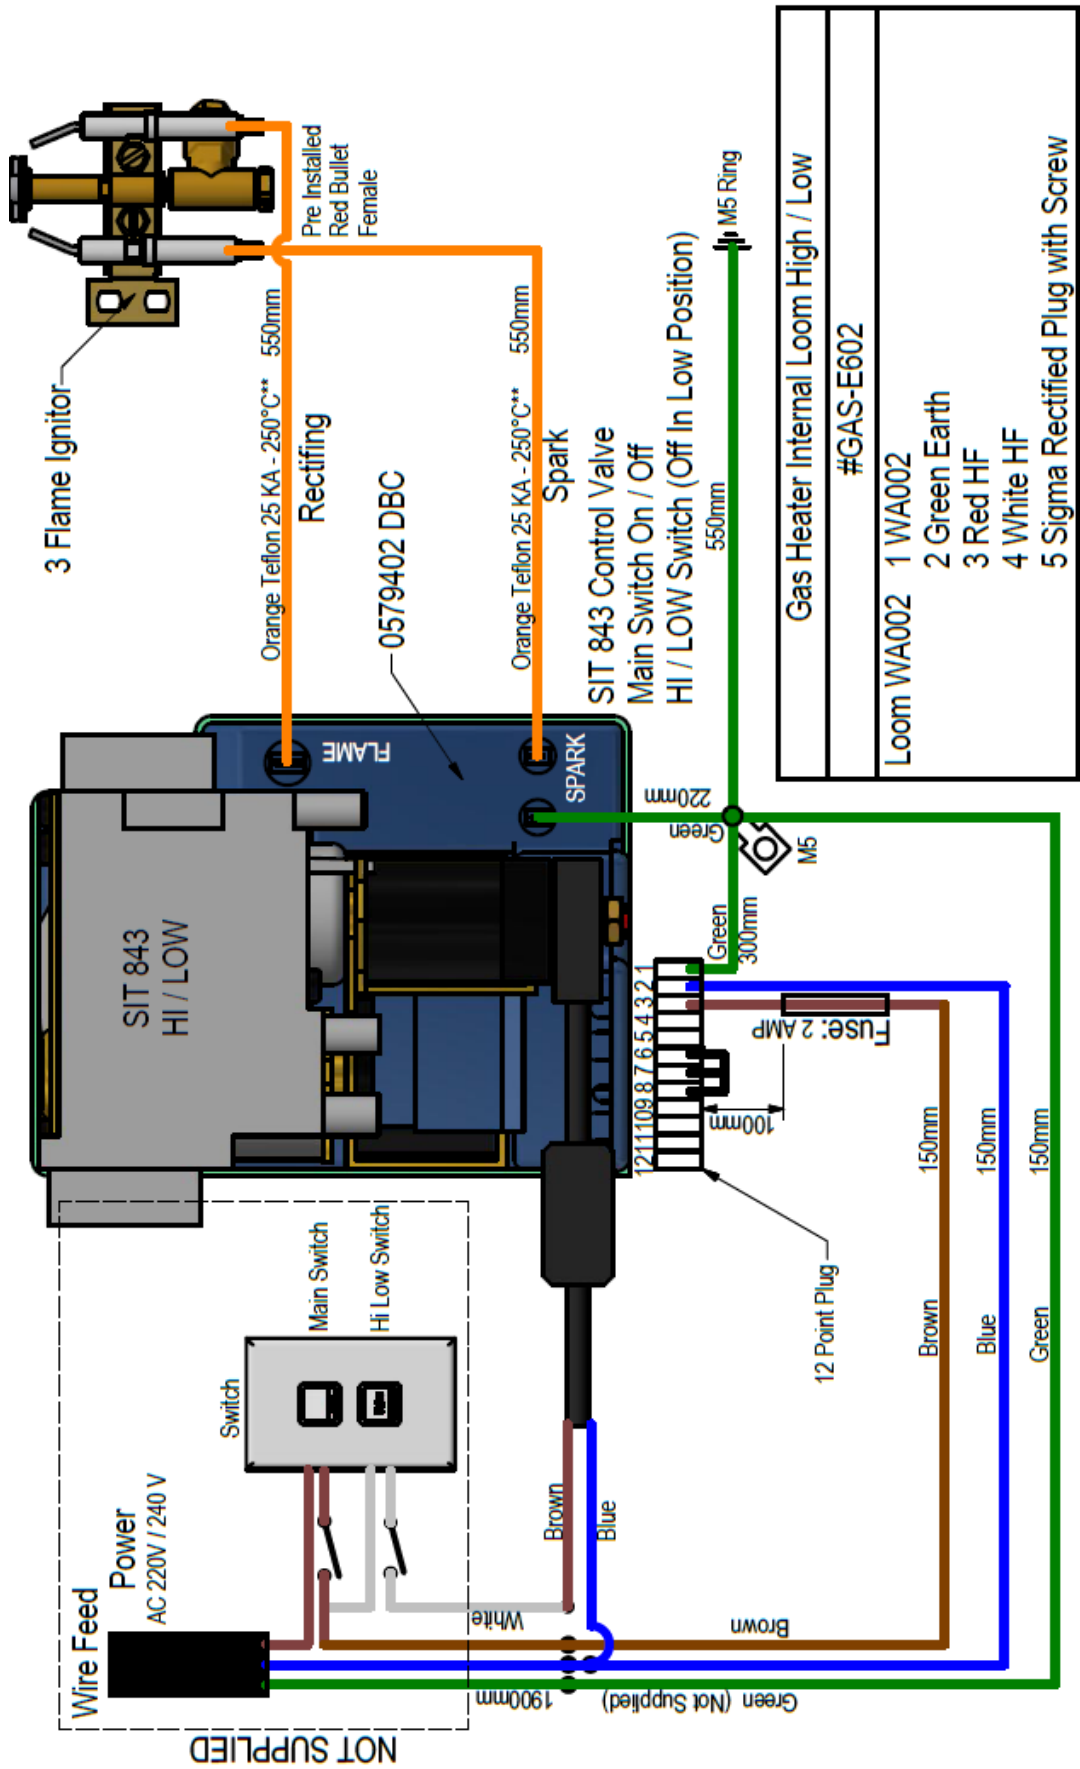 3 Flame Ignitor
Pre Installed
Red Bullet
Female
Orange Teflon 25 KA - 250°C** 550mm
Rectifing
0579402 DBC
Orange Teflon 25 KA - 250°C** 550mm
Spark
SIT 843 Control Valve
Main Switch On / Off
HI / LOW Switch (Off In Low Position)
550mm
M5 Ring
FLAME
SPARK
SIT 843
HI / LOW
220mm
Green
M5
Green
300mm
12 11 10 9 8 7 6 5 4 3 2 1
Fuse: 2 AMP
100mm
12 Point Plug
Brown 150mm
Blue 150mm
Green 150mm
Wire Feed
Power
AC 220V / 240 V
Switch
Main Switch
Hi Low Switch
NOT SUPPLIED
Brown
Blue
White
Brown
1900mm
Green (Not Supplied)
Gas Heater Internal Loom High / Low
#GAS-E602
Loom WA002 1 WA002
2 Green Earth
3 Red HF
4 White HF
5 Sigma Rectified Plug with Screw